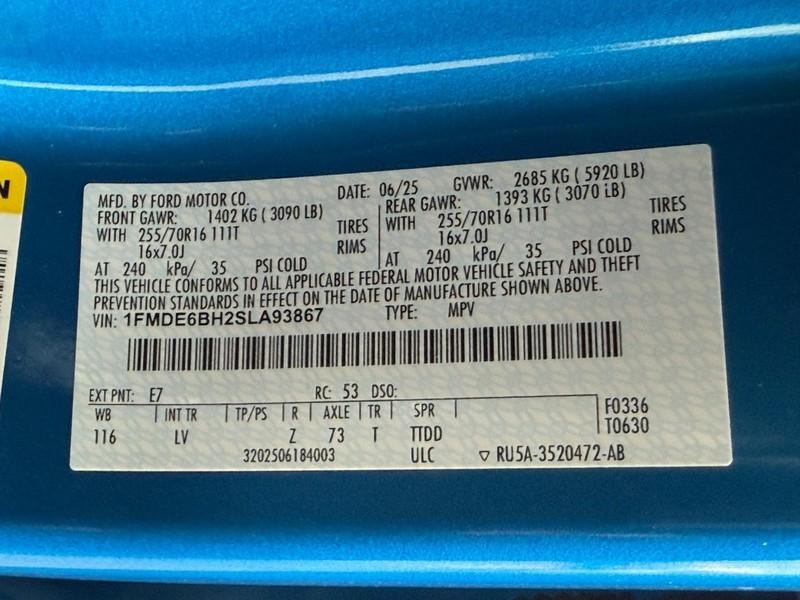 N
MFD. BY FORD MOTOR CO. DATE: 06/25 GVWR: 2685 KG ( 5920 LB)
FRONT GAWR: 1402 KG ( 3090 LB) REAR GAWR: 1393 KG ( 3070 LB)
WITH 255/70R16 111T TIRES WITH 255/70R16 111T TIRES
16x7.0J RIMS 16x7.0J RIMS
AT 240 kPa/ 35 PSI COLD AT 240 kPa/ 35 PSI COLD
THIS VEHICLE CONFORMS TO ALL APPLICABLE FEDERAL MOTOR VEHICLE SAFETY AND THEFT
PREVENTION STANDARDS IN EFFECT ON THE DATE OF MANUFACTURE SHOWN ABOVE.
VIN: 1FMDE6BH2SLA93867 TYPE: MPV
EXT PNT: E7 RC: 53 DSO:
WB INT TR TP/PS R AXLE TR SPR F0336
116 LV Z 73 T TTDD T0630
3202506184003 ULC ▽ RU5A-3520472-AB